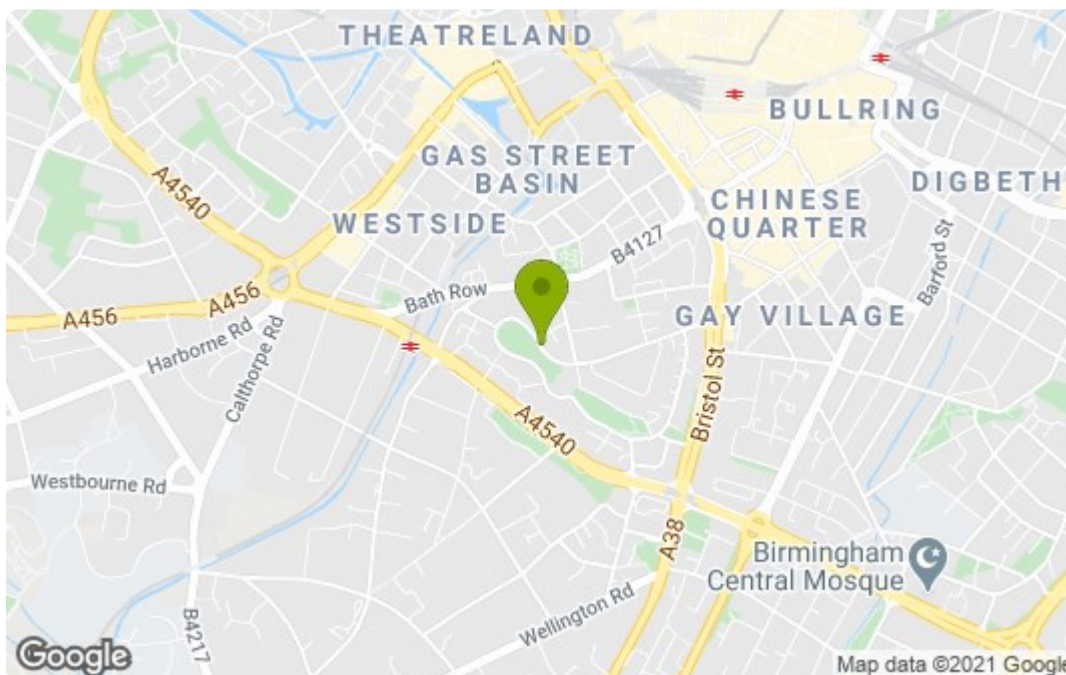 THEATRELAND
BULLRING
GAS STREET
BASIN
DIGBETH
A4540
CHINESE
QUARTER
WESTSIDE
B4127
Barford St
Bath Row
A456
A456
GAY VILLAGE
Harborne Rd
Calthorpe Rd
Bristol St
A4540
Westbourne Rd
A38
Birmingham
Central Mosque
Wellington Rd
B4217
Google
Map data ©2021 Google